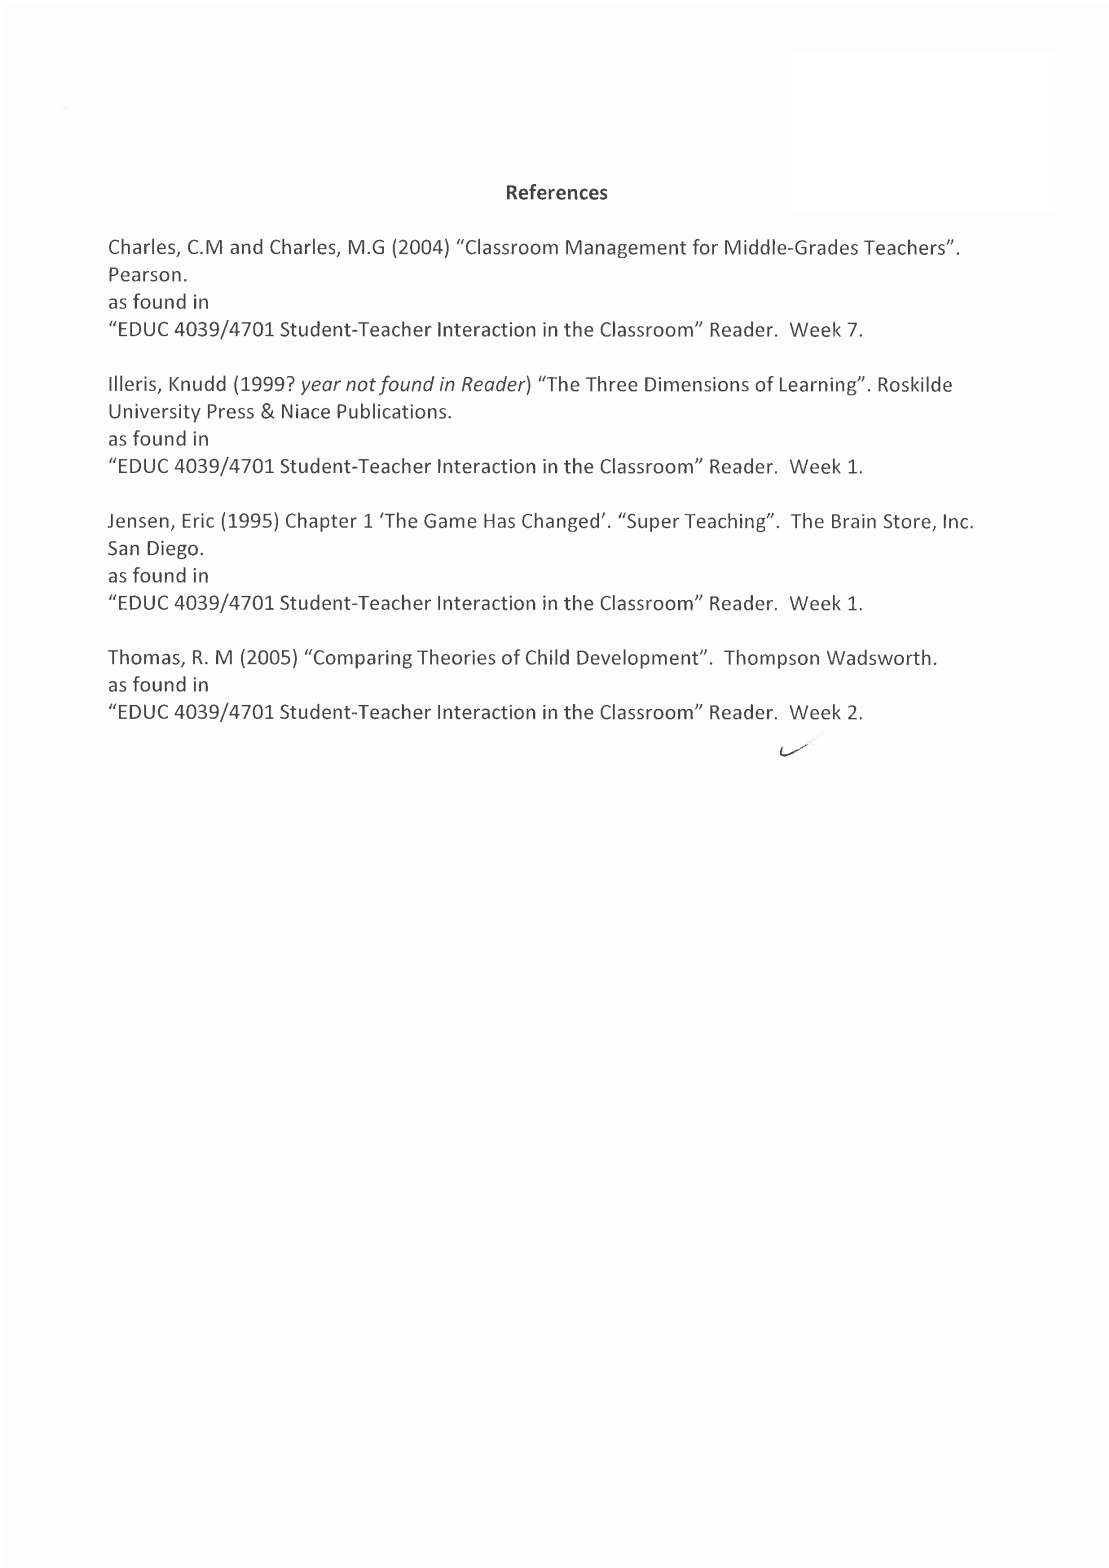 References
Charles, C.M and Charles, M.G (2004) “Classroom Management for Middle-Grades Teachers”.
Pearson.
as found in
“EDUC 4039/4701 Student-Teacher Interaction in the Classroom” Reader.  Week 7.
Illeris, Knudd (1999? year not found in Reader) “The Three Dimensions of Learning”. Roskilde
University Press & Niace Publications.
as found in
“EDUC 4039/4701 Student-Teacher Interaction in the Classroom” Reader.  Week 1.
Jensen, Eric (1995) Chapter 1 ‘The Game Has Changed’. “Super Teaching”.  The Brain Store, Inc.
San Diego.
as found in
“EDUC 4039/4701 Student-Teacher Interaction in the Classroom” Reader.  Week 1.
Thomas, R. M (2005) “Comparing Theories of Child Development”.  Thompson Wadsworth.
as found in
“EDUC 4039/4701 Student-Teacher Interaction in the Classroom” Reader.  Week 2.